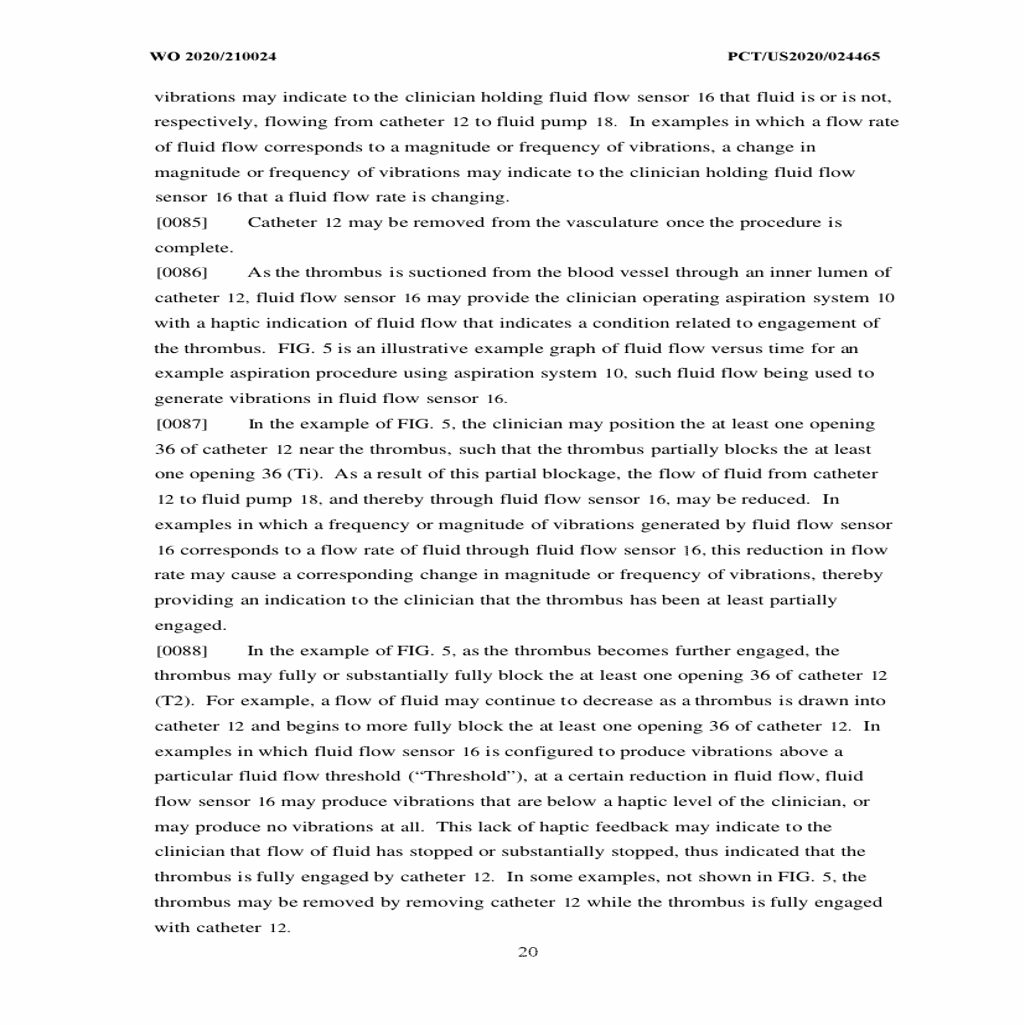 WO 2020/210024 PCT/US2020/024465
vibrations may indicate to the clinician holding fluid flow sensor 16 that fluid is or is not,
respectively, flowing from catheter 12 to fluid pump 18. In examples in which a flow rate
of fluid flow corresponds to a magnitude or frequency of vibrations, a change in
magnitude or frequency of vibrations may indicate to the clinician holding fluid flow
sensor 16 that a fluid flow rate is changing.
[0085] Catheter 12 may be removed from the vasculature once the procedure is
complete.
[0086] As the thrombus is suctioned from the blood vessel through an inner lumen of
catheter 12, fluid flow sensor 16 may provide the clinician operating aspiration system 10
with a haptic indication of fluid flow that indicates a condition related to engagement of
the thrombus. FIG. 5 is an illustrative example graph of fluid flow versus time for an
example aspiration procedure using aspiration system 10, such fluid flow being used to
generate vibrations in fluid flow sensor 16.
[0087] In the example of FIG. 5, the clinician may position the at least one opening
36 of catheter 12 near the thrombus, such that the thrombus partially blocks the at least
one opening 36 (Ti). As a result of this partial blockage, the flow of fluid from catheter
12 to fluid pump 18, and thereby through fluid flow sensor 16, may be reduced. In
examples in which a frequency or magnitude of vibrations generated by fluid flow sensor
16 corresponds to a flow rate of fluid through fluid flow sensor 16, this reduction in flow
rate may cause a corresponding change in magnitude or frequency of vibrations, thereby
providing an indication to the clinician that the thrombus has been at least partially
engaged.
[0088] In the example of FIG. 5, as the thrombus becomes further engaged, the
thrombus may fully or substantially fully block the at least one opening 36 of catheter 12
(T2). For example, a flow of fluid may continue to decrease as a thrombus is drawn into
catheter 12 and begins to more fully block the at least one opening 36 of catheter 12. In
examples in which fluid flow sensor 16 is configured to produce vibrations above a
particular fluid flow threshold (“Threshold”), at a certain reduction in fluid flow, fluid
flow sensor 16 may produce vibrations that are below a haptic level of the clinician, or
may produce no vibrations at all. This lack of haptic feedback may indicate to the
clinician that flow of fluid has stopped or substantially stopped, thus indicated that the
thrombus is fully engaged by catheter 12. In some examples, not shown in FIG. 5, the
thrombus may be removed by removing catheter 12 while the thrombus is fully engaged
with catheter 12.
20